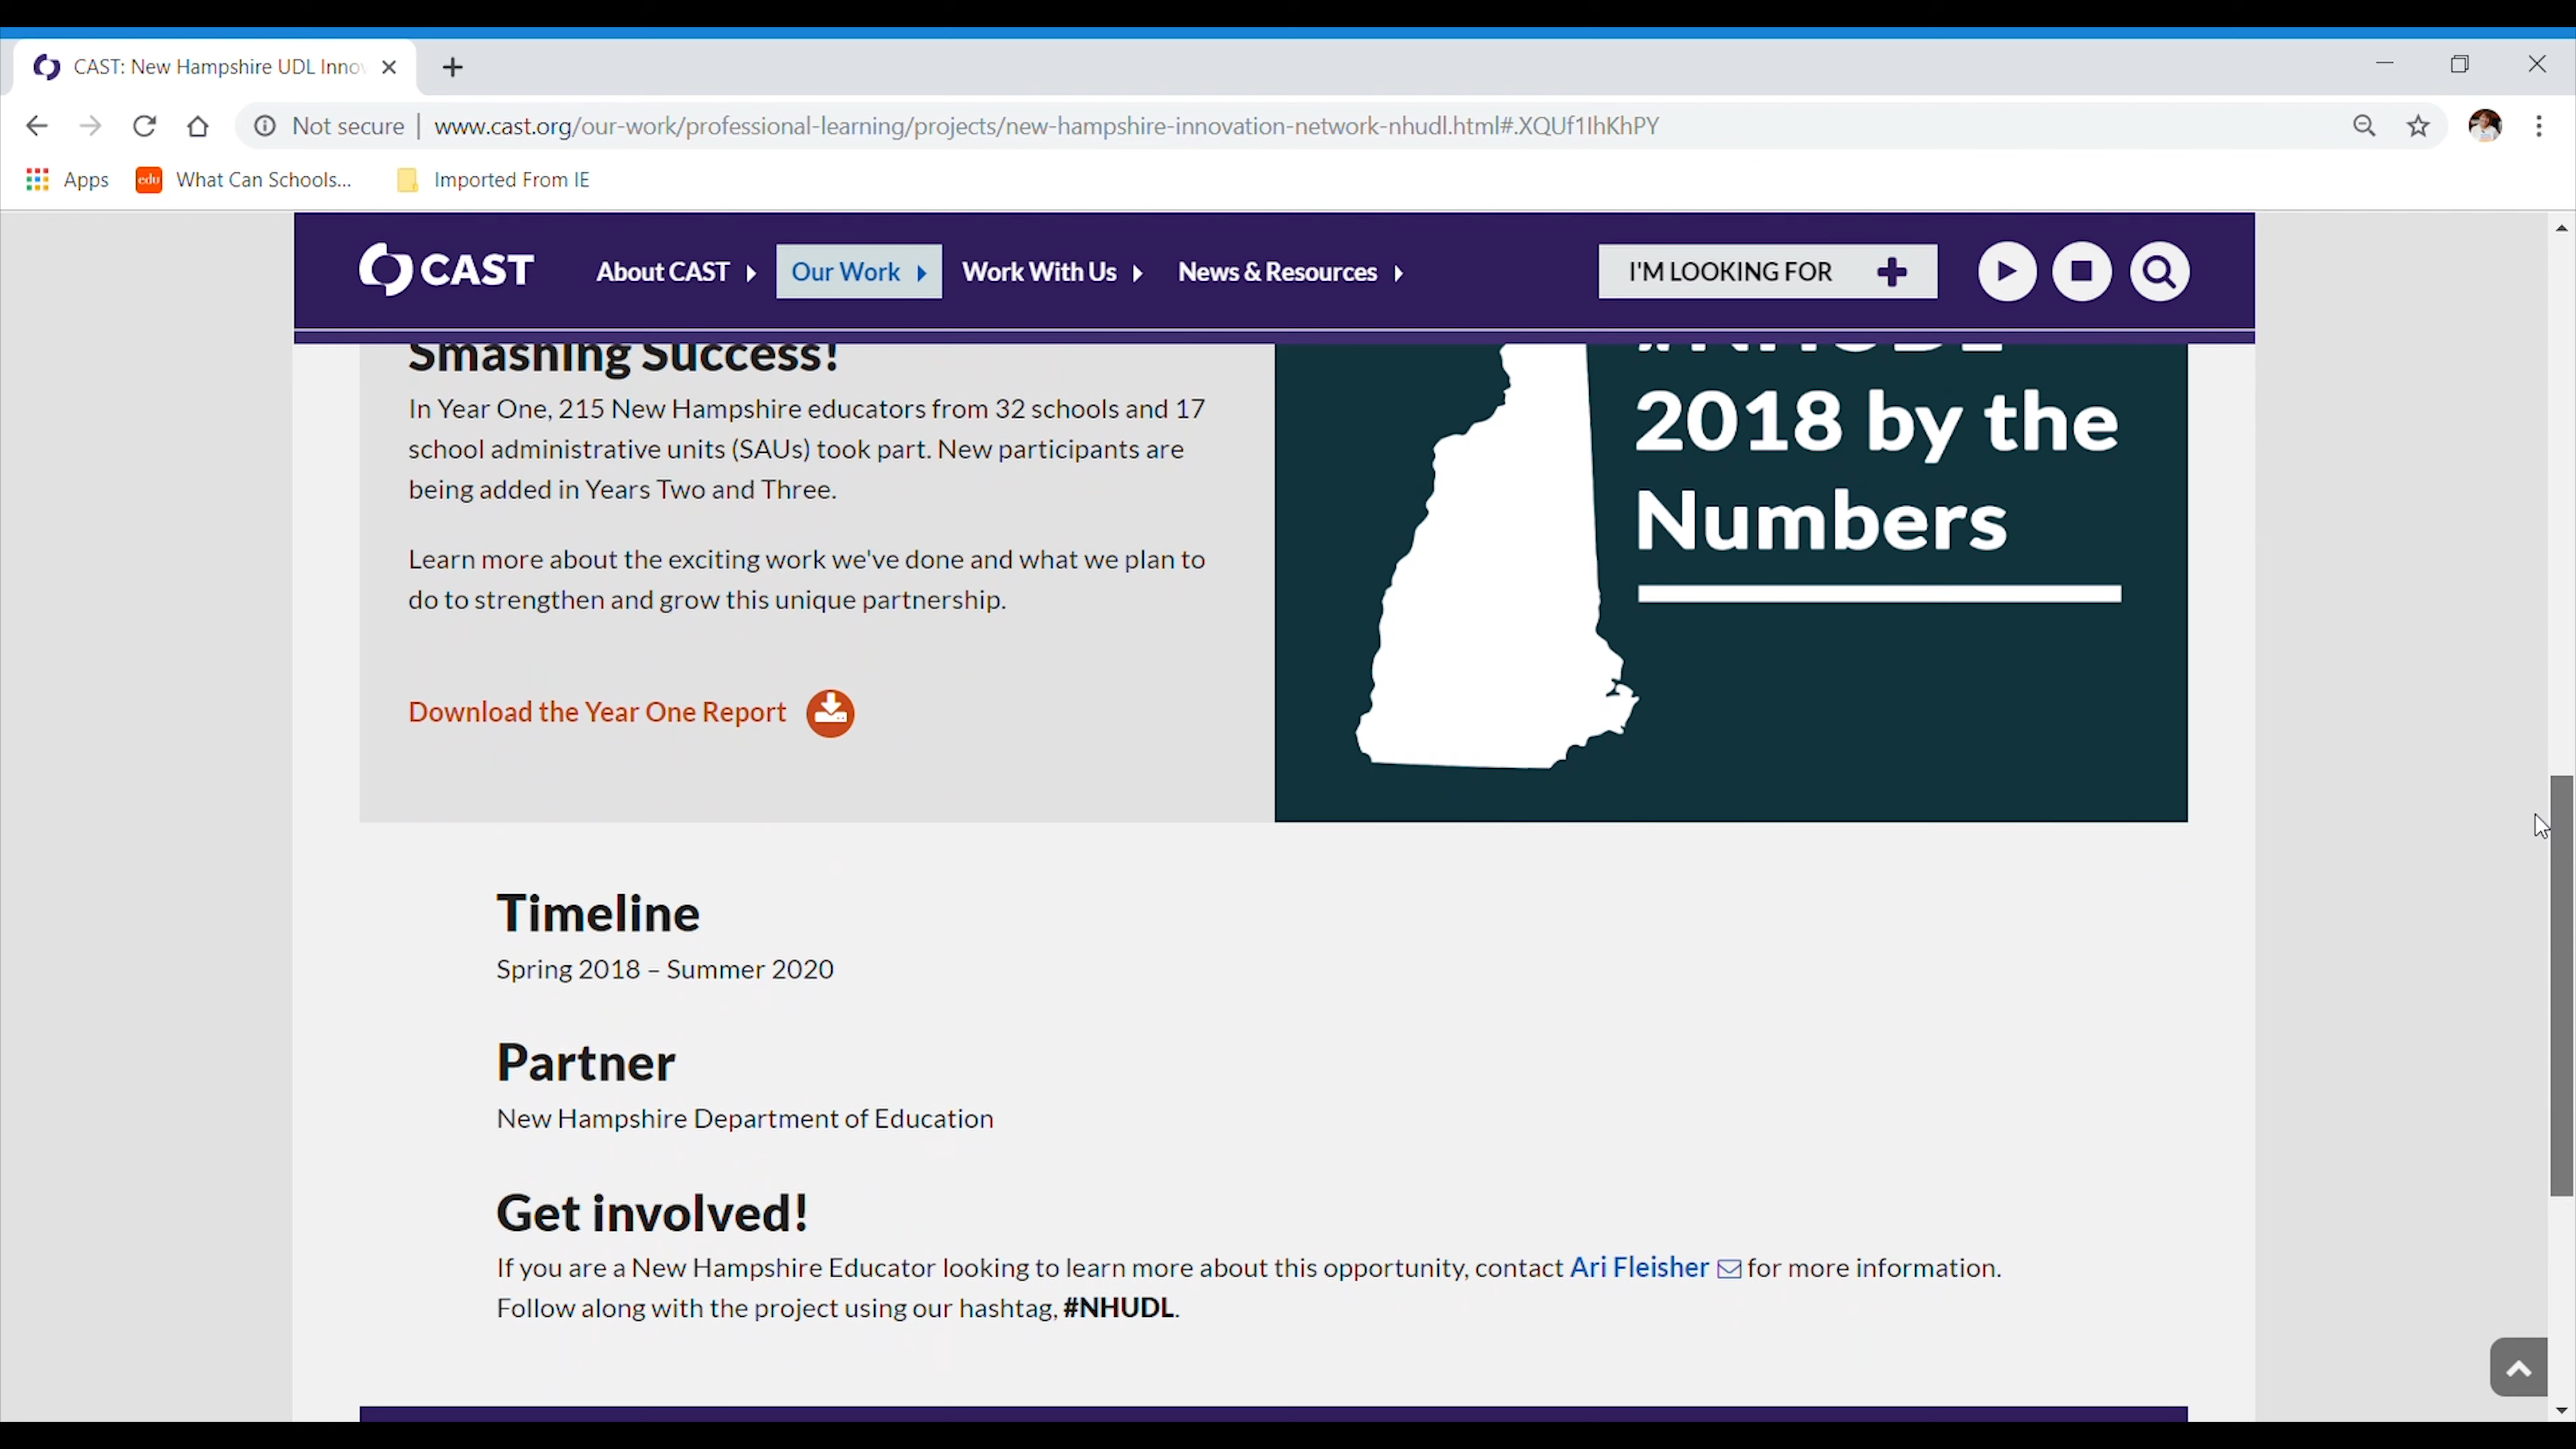 CAST: New Hampshire UDL Inno
Not secure
www.cast.org/our-work/professional-learning/projects/new-hampshire-innovation-network-nhudl.html#.XQUf1IhKhPY
Apps
edu
What Can Schools...
Imported From IE
CAST
About CAST
Our Work
Work With Us
News & Resources
I'M LOOKING FOR
Smashing Success!
In Year One, 215 New Hampshire educators from 32 schools and 17
school administrative units (SAUs) took part. New participants are
being added in Years Two and Three.
Learn more about the exciting work we've done and what we plan to
do to strengthen and grow this unique partnership.
Download the Year One Report
#NHUDL
2018 by the
Numbers
Timeline
Spring 2018 – Summer 2020
Partner
New Hampshire Department of Education
Get involved!
If you are a New Hampshire Educator looking to learn more about this opportunity, contact Ari Fleisher for more information.
Follow along with the project using our hashtag, #NHUDL.